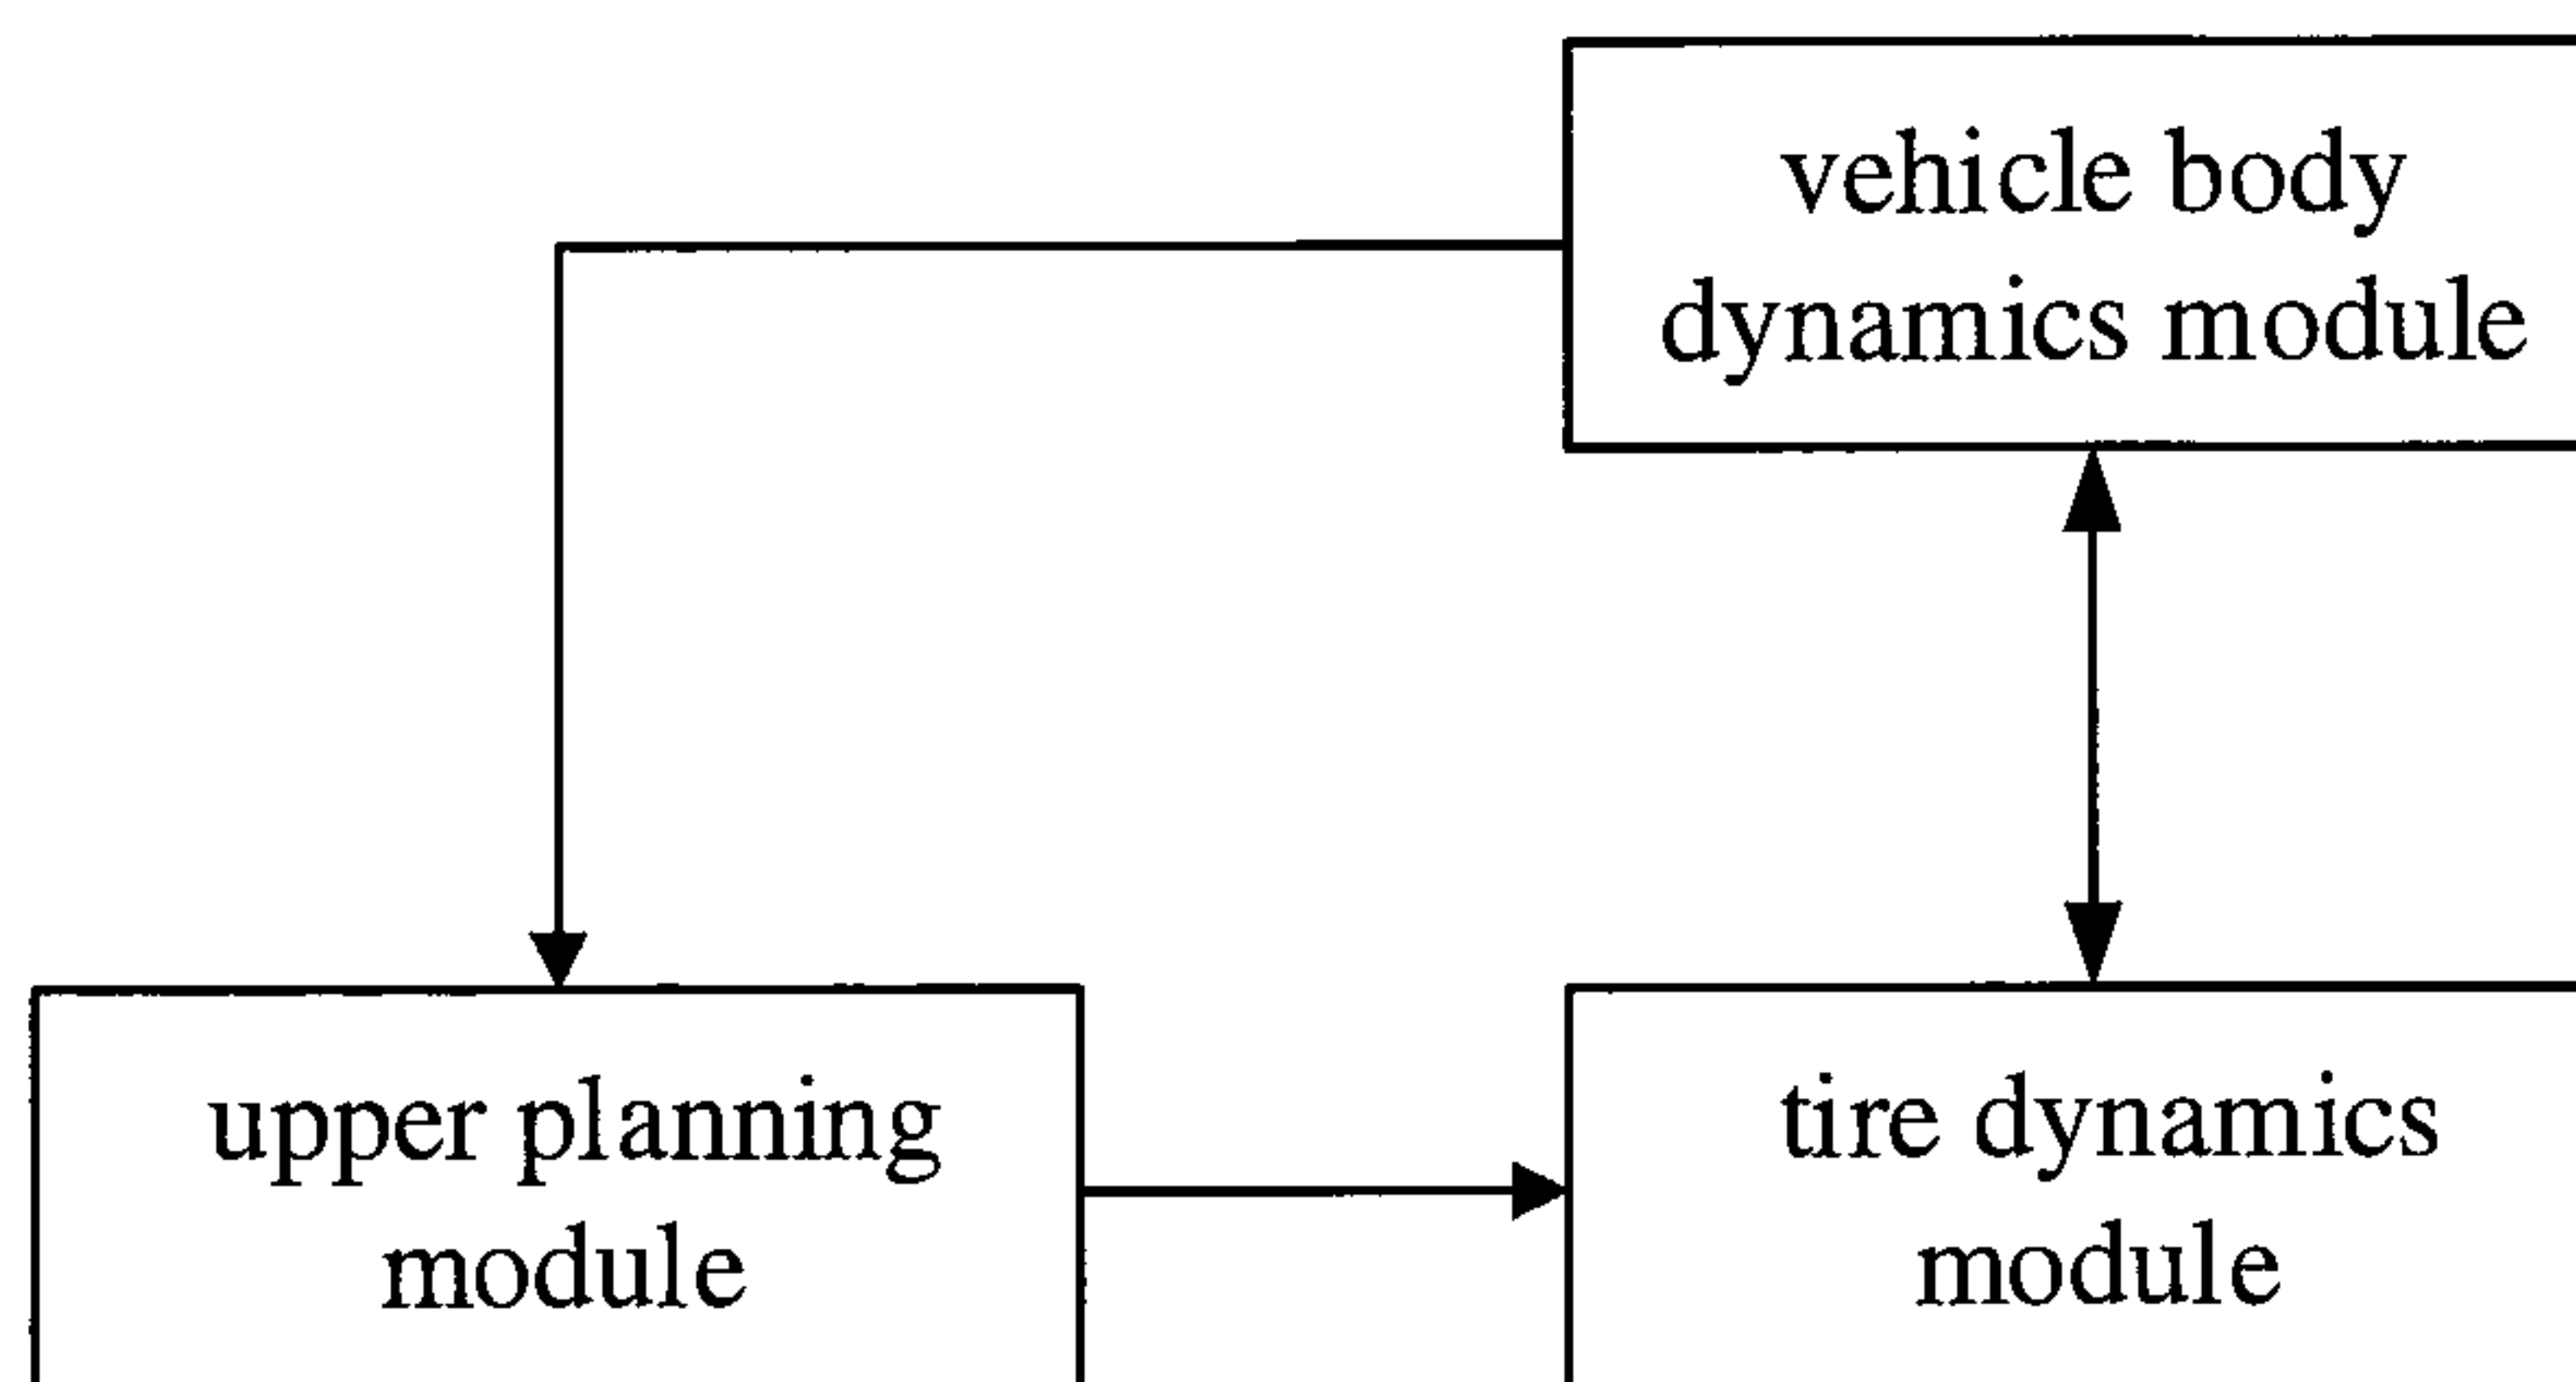 vehicle body
dynamics module
upper planning
module
tire dynamics
module